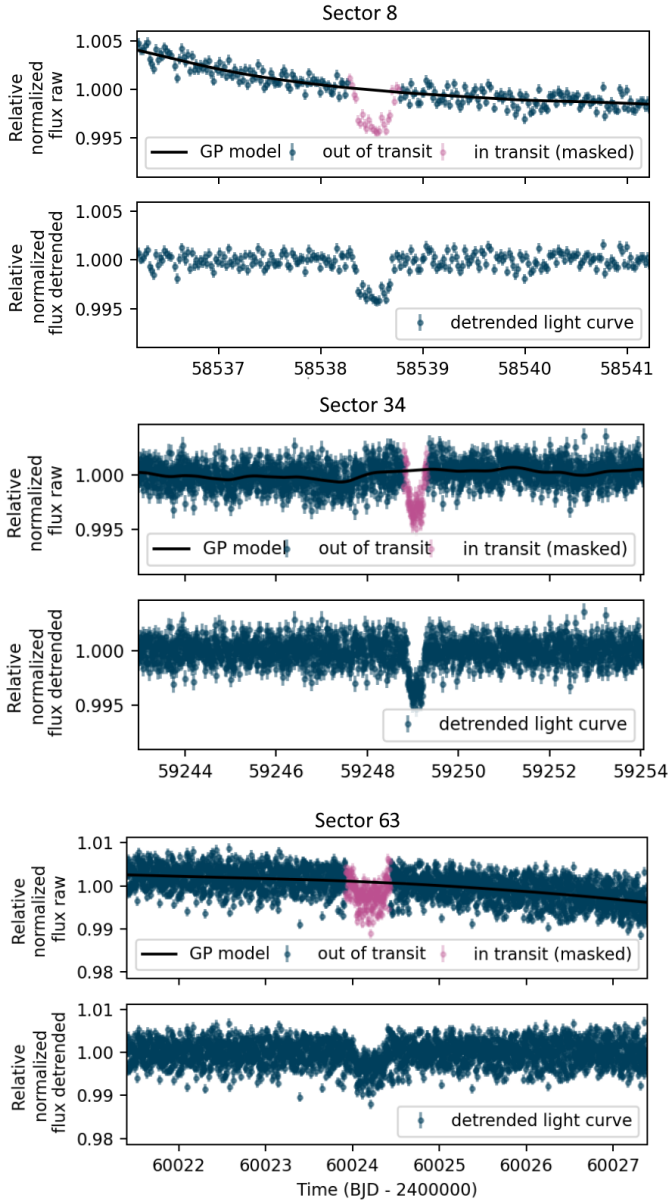 Sector 8
Relative
normalized
flux raw
1.005
1.000
0.995
GP model
out of transit
in transit (masked)
Relative
normalized
flux detrended
1.005
1.000
0.995
detrended light curve
58537 58538 58539 58540 58541
Sector 34
Relative
normalized
flux raw
1.000
0.995
GP model
out of transit
in transit (masked)
Relative
normalized
flux detrended
1.000
0.995
detrended light curve
59244 59246 59248 59250 59252 59254
Sector 63
Relative
normalized
flux raw
1.01
1.00
0.99
0.98
GP model
out of transit
in transit (masked)
Relative
normalized
flux detrended
1.01
1.00
0.99
0.98
detrended light curve
60022 60023 60024 60025 60026 60027
Time (BJD - 2400000)